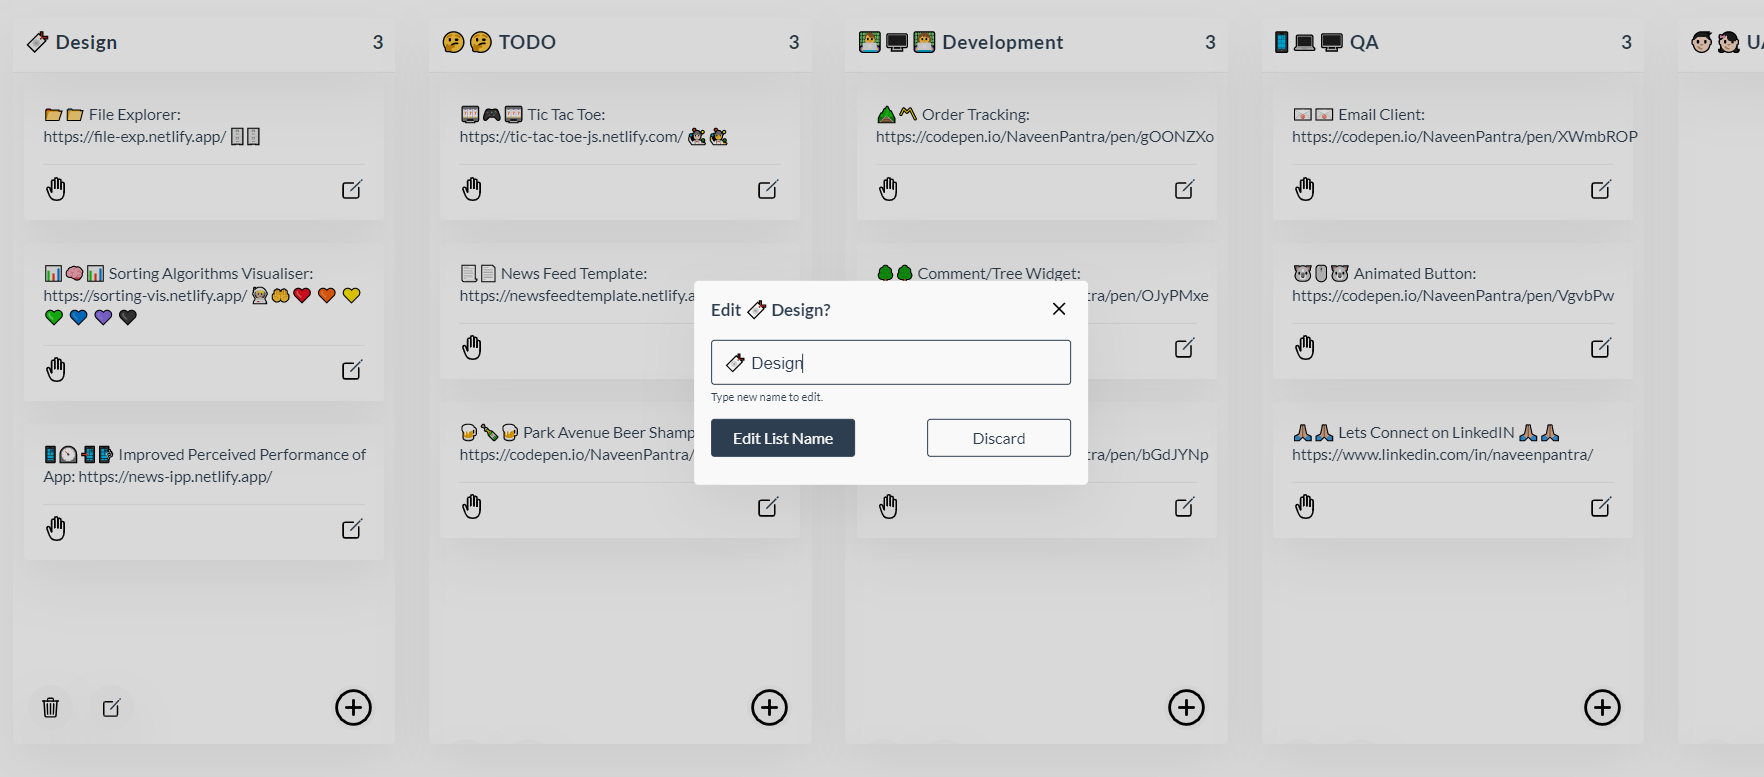 Design 3
File Explorer:
https://file-exp.netlify.app/
Sorting Algorithms Visualiser:
https://sorting-vis.netlify.app/
Improved Perceived Performance of
App: https://news-ipp.netlify.app/
TODO 3
Tic Tac Toe:
https://tic-tac-toe-js.netlify.com/
News Feed Template:
https://newsfeedtemplate.netlify.a
Park Avenue Beer Shamp
https://codepen.io/NaveenPantra/
Development 3
Order Tracking:
https://codepen.io/NaveenPantra/pen/gOONZXo
Comment/Tree Widget:
tra/pen/OJyPMxe
tra/pen/bGdJYNp
QA 3
Email Client:
https://codepen.io/NaveenPantra/pen/XWmbROP
Animated Button:
https://codepen.io/NaveenPantra/pen/VgvbPw
Lets Connect on LinkedIN
https://www.linkedin.com/in/naveenpantra/
UA
Edit Design?
Design
Type new name to edit.
Edit List Name
Discard